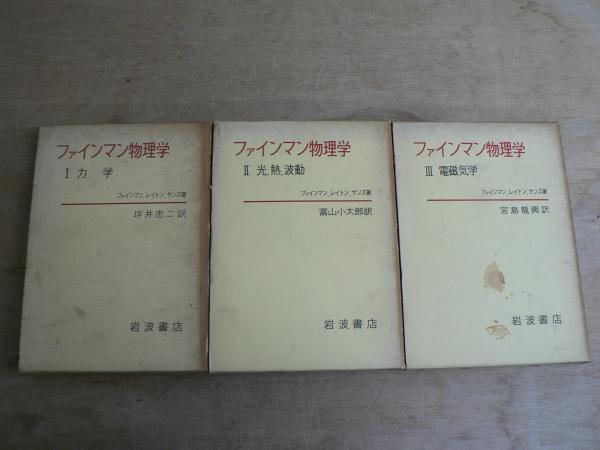 ファインマン物理学
I 力 学
ファインマン, レイトン, サンズ著
坪井忠二訳
岩波書店
ファインマン物理学
II 光, 熱, 波動
ファインマン, レイトン, サンズ著
富山小太郎訳
岩波書店
ファインマン物理学
III 電磁気学
ファインマン, レイトン, サンズ著
宮島龍興訳
岩波書店